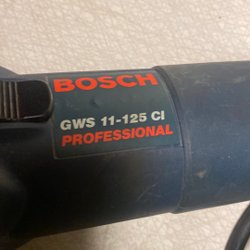 BOSCH
GWS 11-125 CI
PROFESSIONAL